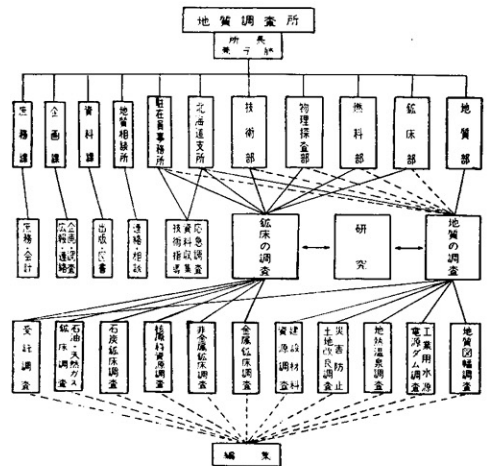 地質調査所
所長
兼子勝
庶務課
企画課
資料課
地質相談所
駐在員事務所
北海道支所
技術部
物理探査部
燃料部
鉱床部
地質部
庶務・会計
企画・調査
広報・連絡
出版・図書
連絡・相談
応急調査
資料収集
技術指導
鉱床の調査
研究
地質の調査
受託調査
石油・天然ガス
鉱床調査
石炭鉱床調査
核原料資源調査
非金属鉱床調査
金属鉱床調査
建設材料
資源調査
災害防止
土地改良調査
地熱温泉調査
工業用水源
電源ダム調査
地質図幅調査
編集